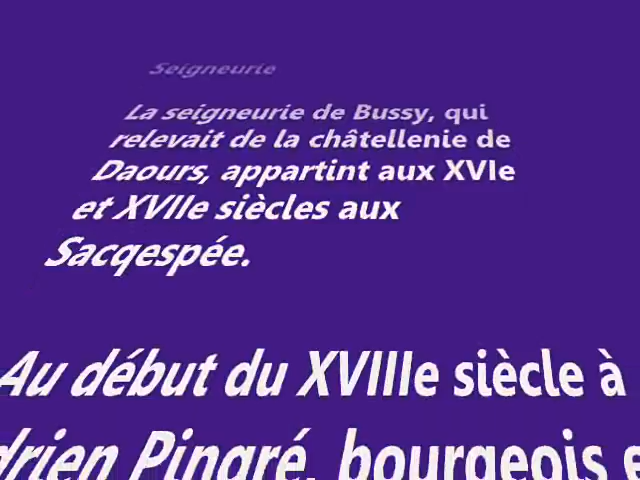 Seigneurie
La seigneurie de Bussy, qui
relevait de la châtellenie de
Daours, appartint aux XVIe
et XVIIe siècles aux
Sacqespée.
Au début du XVIIIe siècle à
Pingré, bourgeois